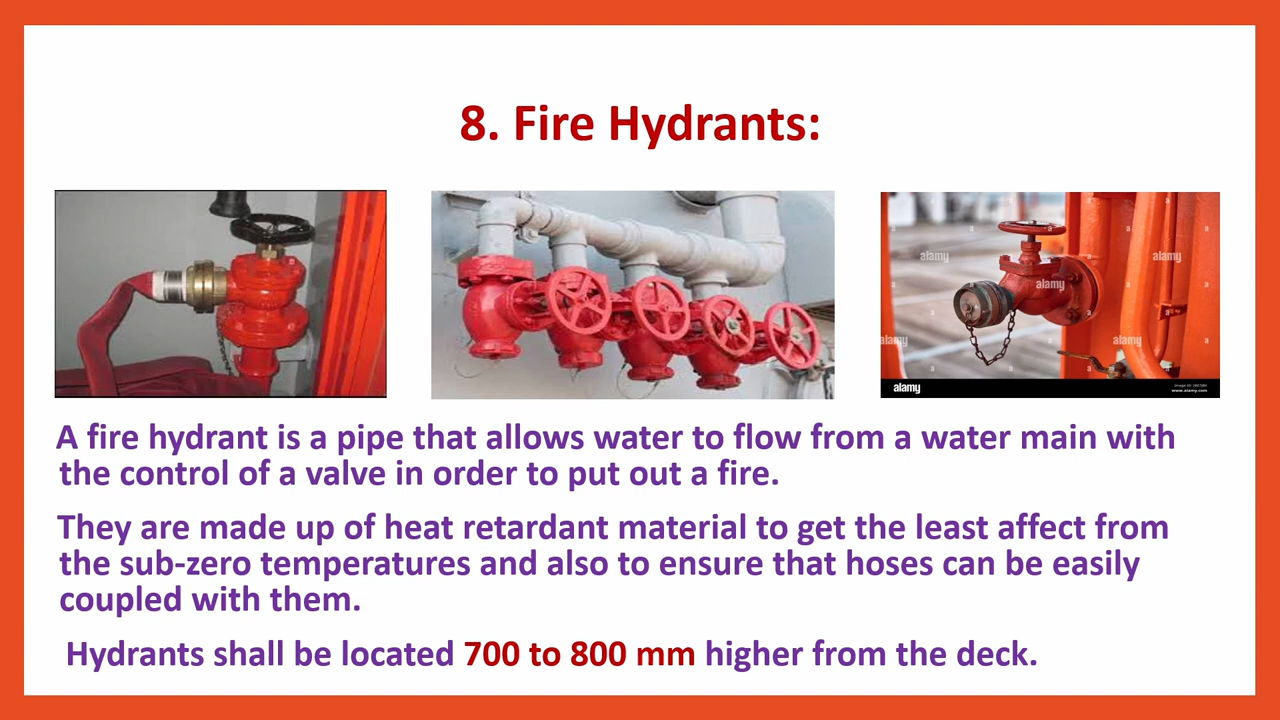 8. Fire Hydrants:
alamy
alamy
alamy
alamy
alamy
alamy
www.alamy.com
A fire hydrant is a pipe that allows water to flow from a water main with
the control of a valve in order to put out a fire.
They are made up of heat retardant material to get the least affect from
the sub-zero temperatures and also to ensure that hoses can be easily
coupled with them.
Hydrants shall be located 700 to 800 mm higher from the deck.